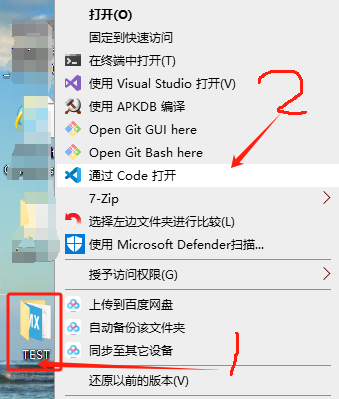 打开(O)
固定到快速访问
在终端中打开(T)
使用 Visual Studio 打开(V)
使用 APKDB 编译
Open Git GUI here
Open Git Bash here
通过 Code 打开
7-Zip
选择左边文件夹进行比较(L)
使用 Microsoft Defender扫描...
授予访问权限(G)
上传到百度网盘
自动备份该文件夹
同步至其它设备
还原以前的版本(V)
2
1
MX
TEST